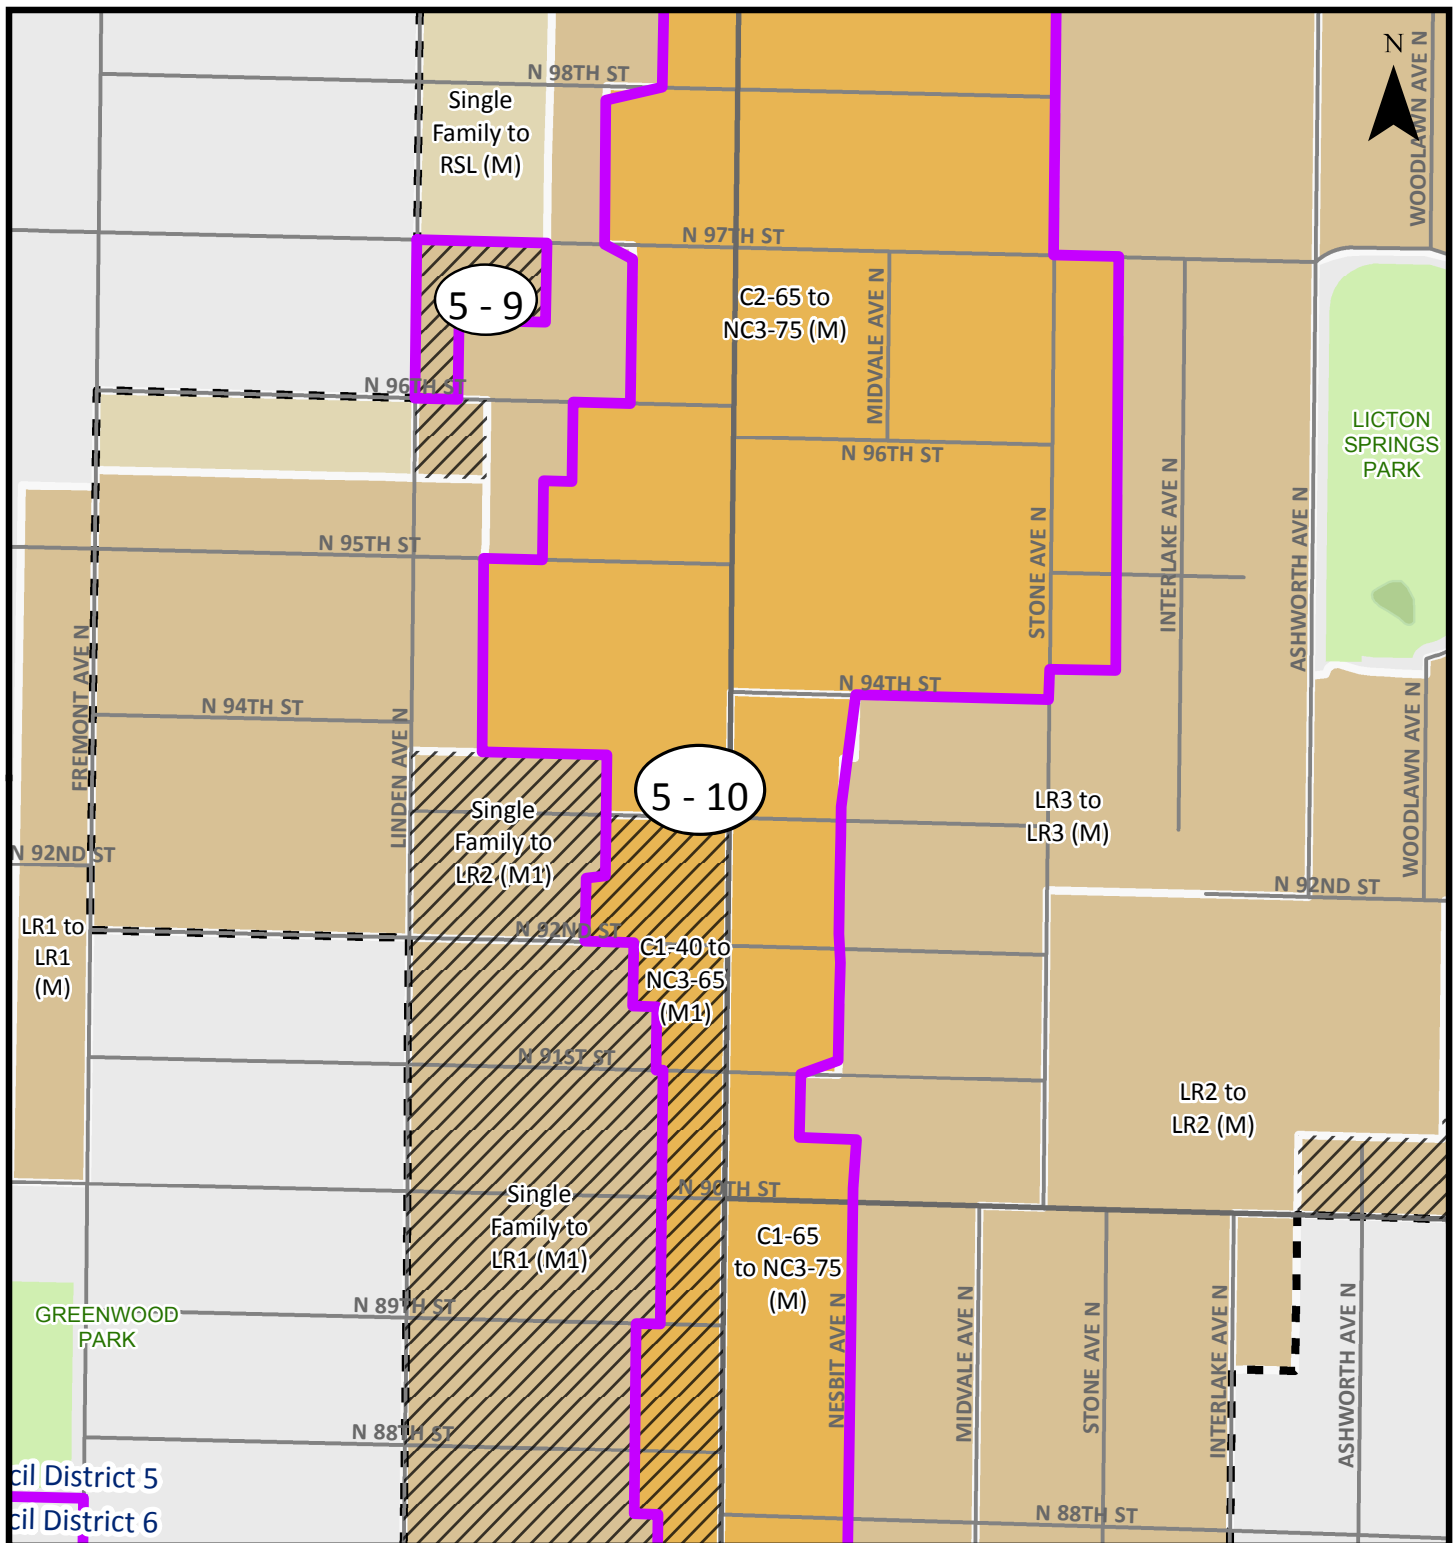 N
WOODLAWN AVE N
N 98TH ST
Single
Family to
RSL (M)
N 97TH ST
5 - 9
C2-65 to
NC3-75 (M)
MIDVALE AVE N
N 96TH ST
N 96TH ST
LICTON
SPRINGS
PARK
INTERLAKE AVE N
ASHWORTH AVE N
STONE AVE N
N 95TH ST
FREMONT AVE N
N 94TH ST
LINDEN AVE N
N 94TH ST
WOODLAWN AVE N
5 - 10
Single
Family to
LR2 (M1)
LR3 to
LR3 (M)
N 92ND ST
N 92ND ST
N 92ND ST
LR1 to
LR1
(M)
C1-40 to
NC3-65
(M1)
N 91ST ST
LR2 to
LR2 (M)
N 90TH ST
Single
Family to
LR1 (M1)
C1-65
to NC3-75
(M)
NESBIT AVE N
MIDVALE AVE N
STONE AVE N
INTERLAKE AVE N
ASHWORTH AVE N
GREENWOOD
PARK
N 89TH ST
N 88TH ST
cil District 5
cil District 6
N 88TH ST